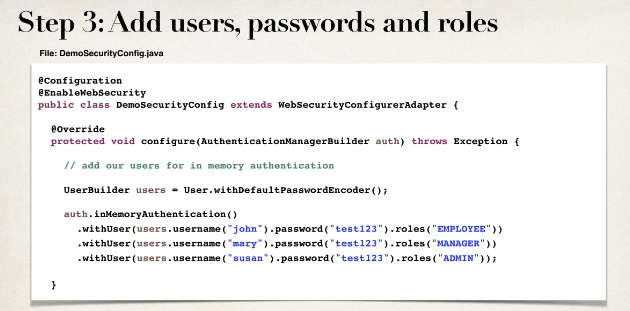 Step 3: Add users, passwords and roles
File: DemoSecurityConfig.java
@Configuration
@EnableWebSecurity
public class DemoSecurityConfig extends WebSecurityConfigurerAdapter {
@Override
protected void configure(AuthenticationManagerBuilder auth) throws Exception {
// add our users for in memory authentication
UserBuilder users = User.withDefaultPasswordEncoder();
auth.inMemoryAuthentication()
.withUser(users.username("john").password("test123").roles("EMPLOYEE"))
.withUser(users.username("mary").password("test123").roles("MANAGER"))
.withUser(users.username("susan").password("test123").roles("ADMIN"));
}